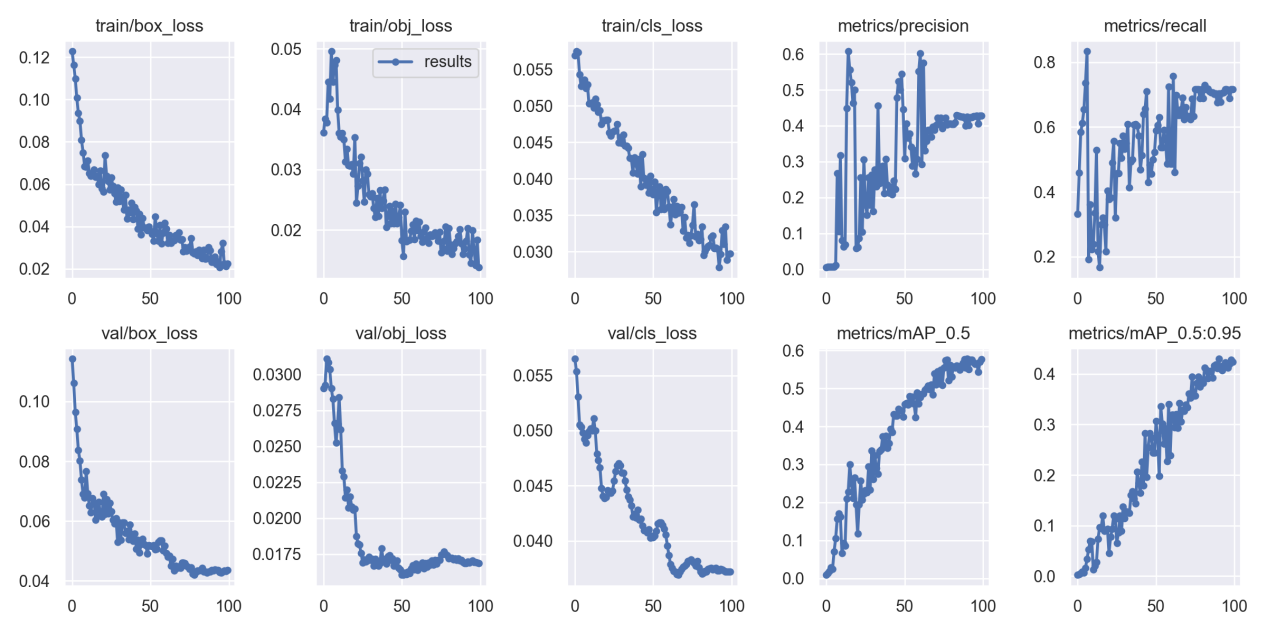 train/box_loss
0.12
0.10
0.08
0.06
0.04
0.02
0 50 100
train/obj_loss
results
0.05
0.04
0.03
0.02
0 50 100
train/cls_loss
0.055
0.050
0.045
0.040
0.035
0.030
0 50 100
metrics/precision
0.6
0.5
0.4
0.3
0.2
0.1
0.0
0 50 100
metrics/recall
0.8
0.6
0.4
0.2
0 50 100
val/box_loss
0.10
0.08
0.06
0.04
0 50 100
val/obj_loss
0.0300
0.0275
0.0250
0.0225
0.0200
0.0175
0 50 100
val/cls_loss
0.055
0.050
0.045
0.040
0 50 100
metrics/mAP_0.5
0.6
0.5
0.4
0.3
0.2
0.1
0.0
0 50 100
metrics/mAP_0.5:0.95
0.4
0.3
0.2
0.1
0.0
0 50 100